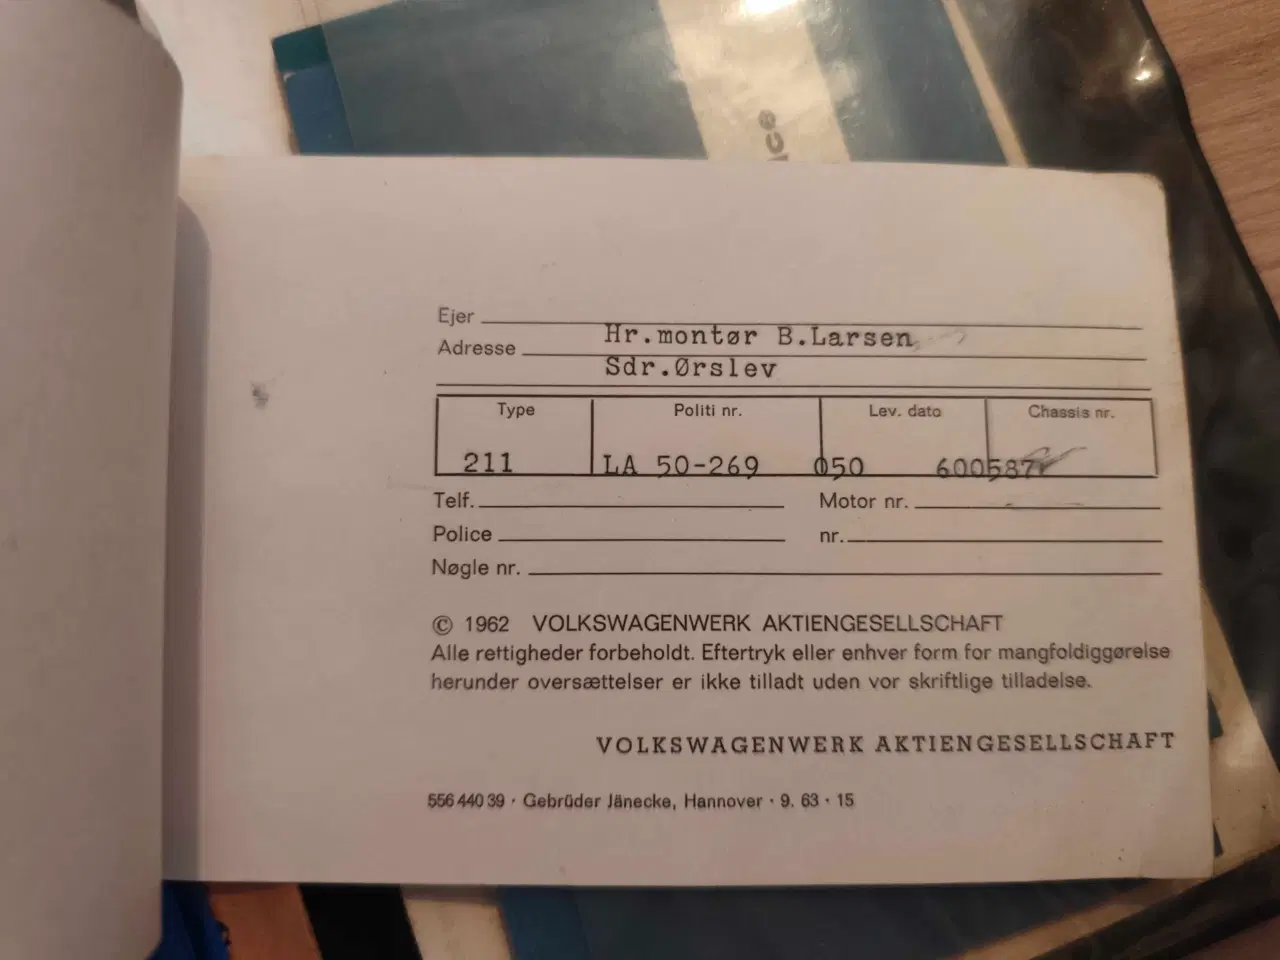 Ejer
Hr.montør B.Larsen
Adresse
Sdr.Ørslev
Type Politi nr. Lev. dato Chassis nr.
211 LA 50-269 050 600587
Telf. Motor nr.
Police nr.
Nøgle nr.
© 1962 VOLKSWAGENWERK AKTIENGESELLSCHAFT
Alle rettigheder forbeholdt. Eftertryk eller enhver form for mangfoldiggørelse
herunder oversættelser er ikke tilladt uden vor skriftlige tilladelse.
VOLKSWAGENWERK AKTIENGESELLSCHAFT
556 440 39 · Gebrüder Jänecke, Hannover · 9. 63 · 15